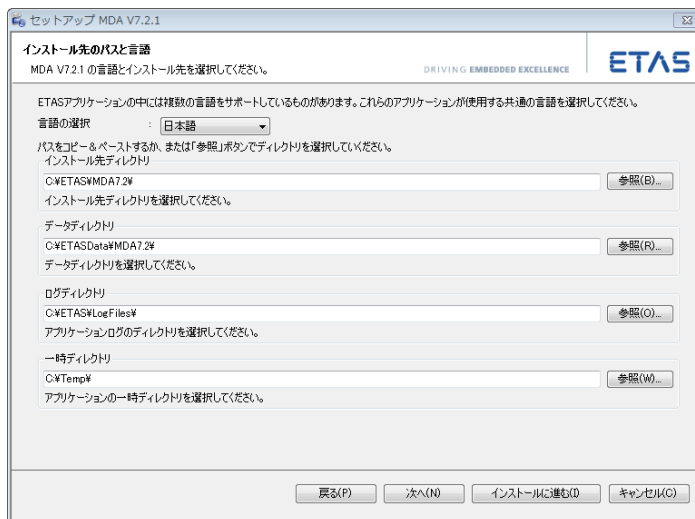 セットアップ MDA V7.2.1
インストール先のパスと言語
MDA V7.2.1 の言語とインストール先を選択してください。
DRIVING EMBEDDED EXCELLENCE
ETAS
ETASアプリケーションの中には複数の言語をサポートしているものがあります。これらのアプリケーションが使用する共通の言語を選択してください。
言語の選択 : 日本語
パスをコピー&ペーストするか、または「参照」ボタンでディレクトリを選択していください。
インストール先ディレクトリ
C:¥ETAS¥MDA7.2¥ 参照(B)...
インストール先ディレクトリを選択してください。
データディレクトリ
C:¥ETASData¥MDA7.2¥ 参照(R)...
データディレクトリを選択してください。
ログディレクトリ
C:¥ETAS¥LogFiles¥ 参照(O)...
アプリケーションログのディレクトリを選択してください。
一時ディレクトリ
C:¥Temp¥ 参照(W)...
アプリケーションの一時ディレクトリを選択してください。
戻る(P) 次へ(N) インストールに進む(I) キャンセル(C)